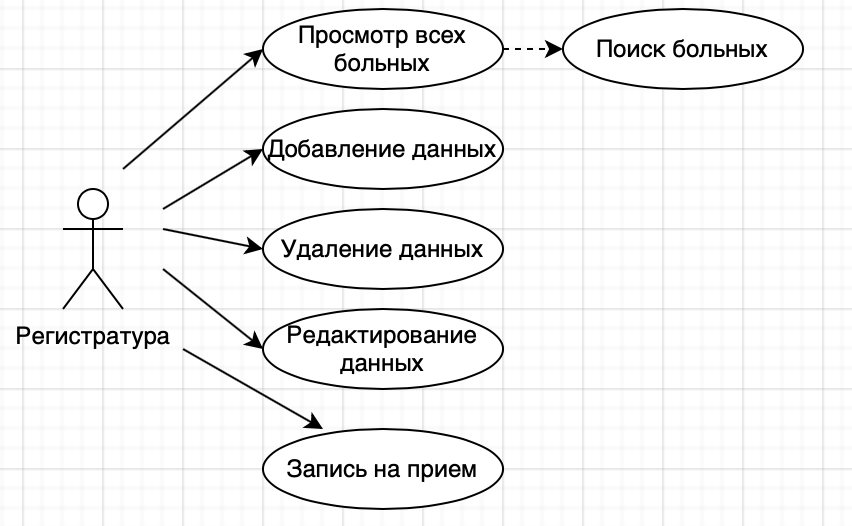 Просмотр всех
больных
Поиск больных
Добавление данных
Удаление данных
Регистратура
Редактирование
данных
Запись на прием